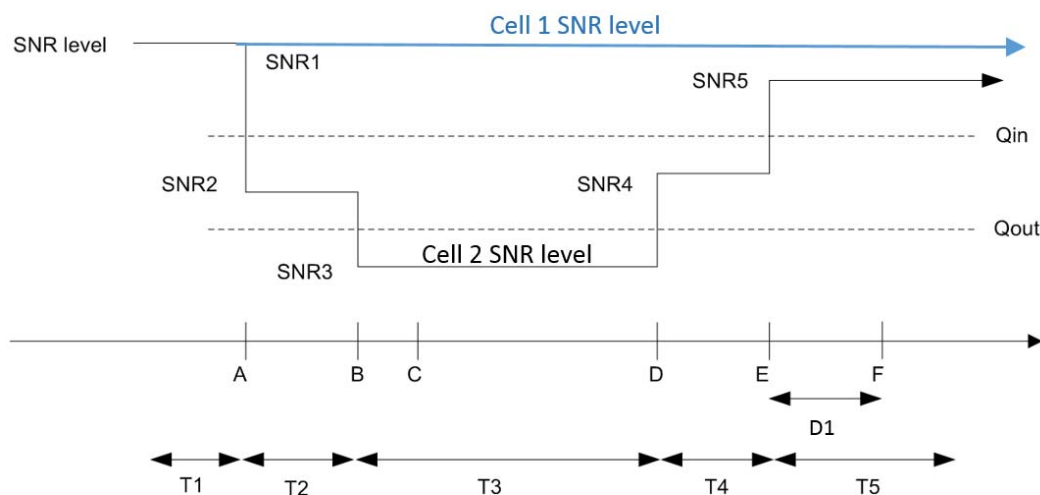 Cell 1 SNR level
SNR level
SNR1
SNR5
Qin
SNR2
SNR4
Qout
Cell 2 SNR level
SNR3
A B C D E F
D1
T1 T2 T3 T4 T5